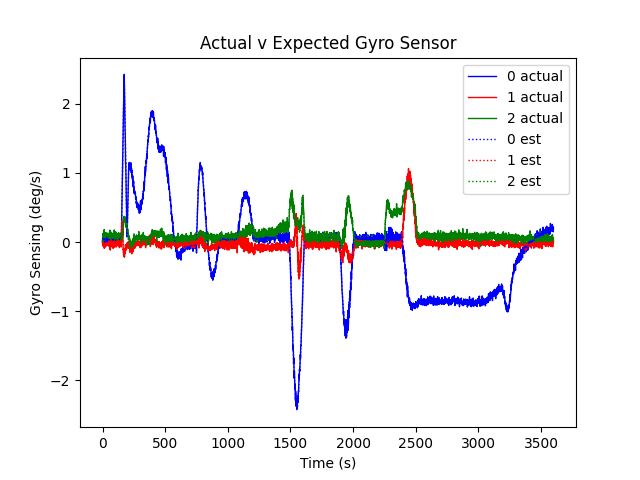 Actual v Expected Gyro Sensor
0 actual
1 actual
2 actual
0 est
1 est
2 est
Gyro Sensing (deg/s)
2
1
0
−1
−2
0 500 1000 1500 2000 2500 3000 3500
Time (s)